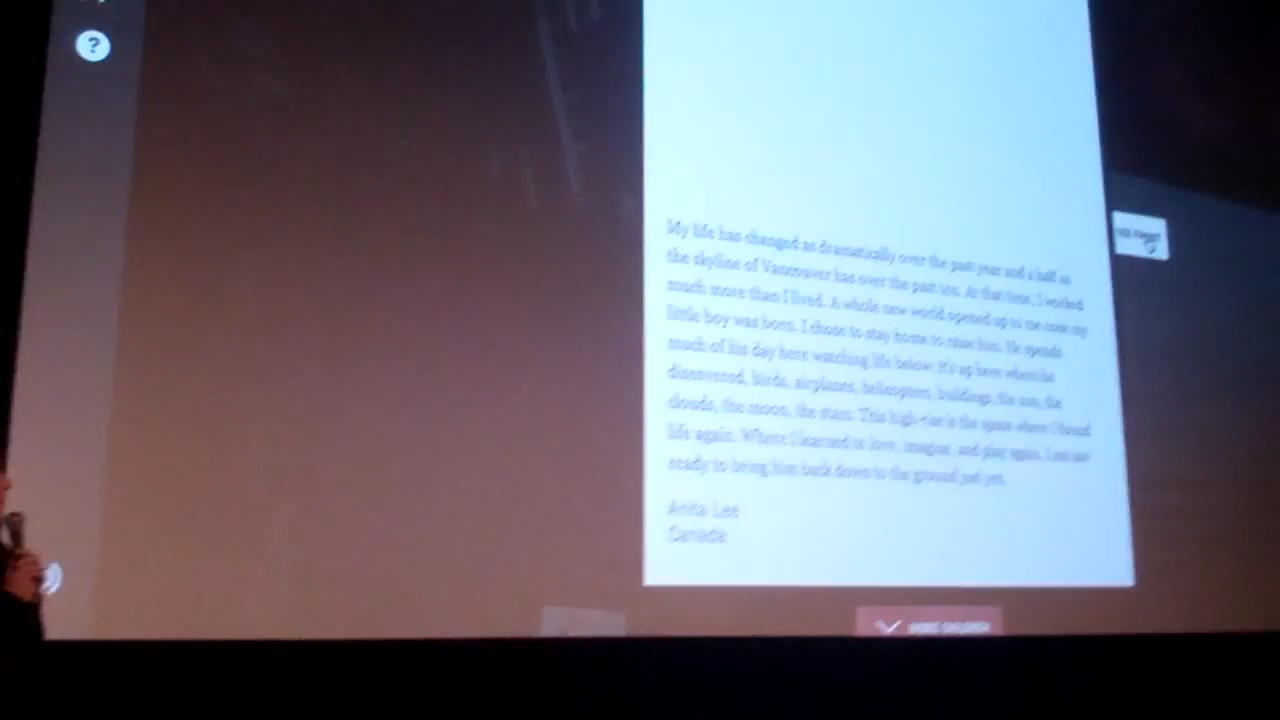 ?
My life has changed as dramatically over the past year and a half as
the skyline of Vancouver has over the past ten. At that time, I worked
much more than I lived. A whole new world opened up to me once my
little boy was born. I chose to stay home to raise him. He spends
much of his day here watching life below. It's up here where he
discovered, birds, airplanes, helicopters, buildings, the sun, the
clouds, the moon, the stars. This high-rise is the space where I found
life again. Where I learned to love, imagine, and play again. I am not
ready to bring him back down to the ground just yet.
Anita Lee
Canada